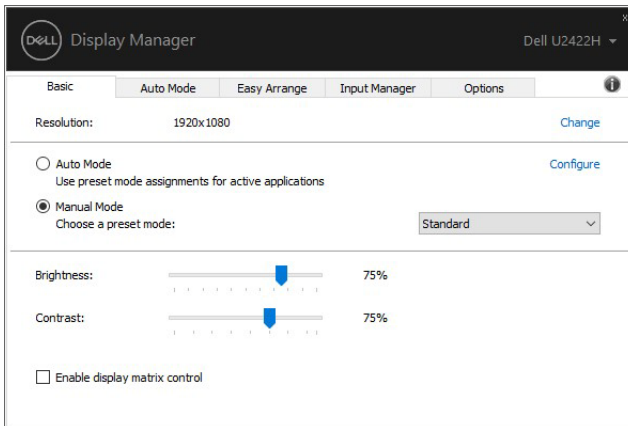 DELL Display Manager
Dell U2422H
x
Basic Auto Mode Easy Arrange Input Manager Options
Resolution: 1920x1080 Change
Auto Mode Configure
Use preset mode assignments for active applications
Manual Mode
Choose a preset mode: Standard
Brightness: 75%
Contrast: 75%
Enable display matrix control